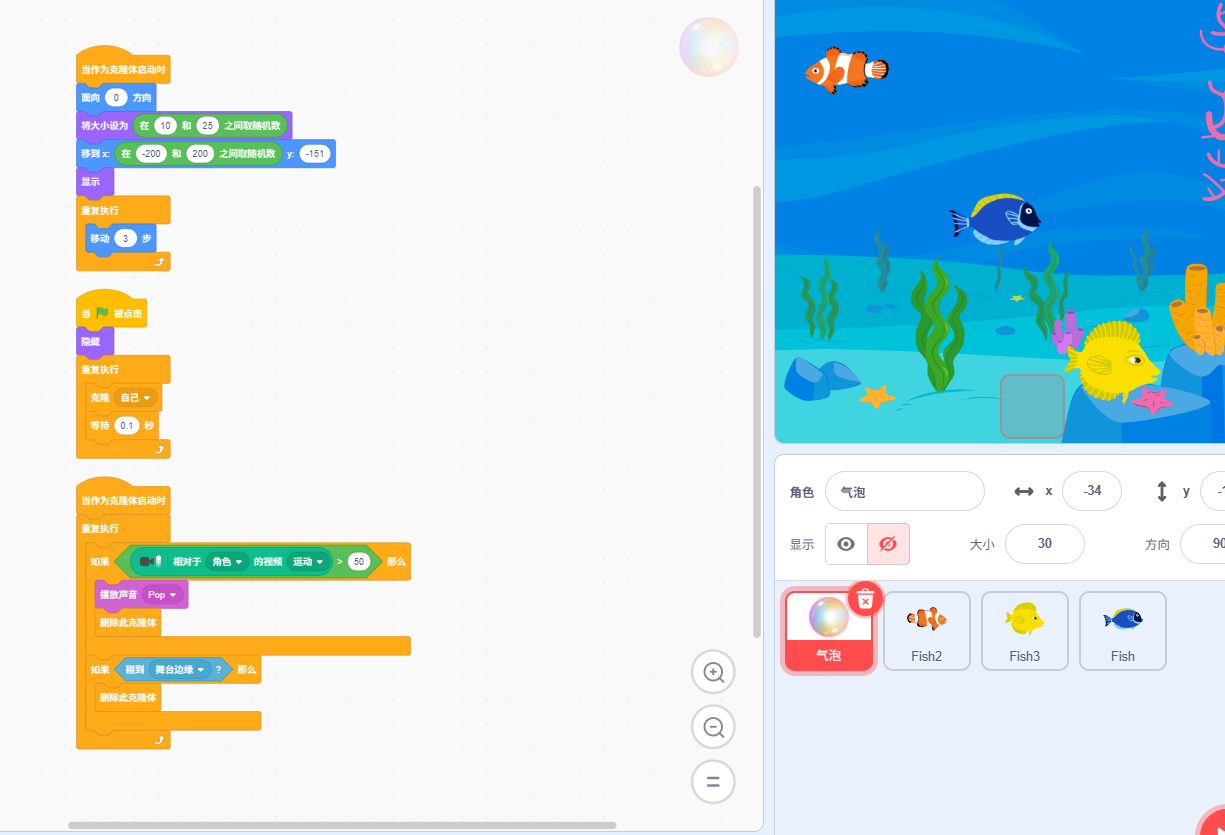 当作为克隆体启动时
面向 0 方向
将大小设为 在 10 和 25 之间取随机数
移到 x: 在 -200 和 200 之间取随机数 y: -151
显示
重复执行
移动 3 步
当 被点击
隐藏
重复执行
克隆 自己
等待 0.1 秒
当作为克隆体启动时
重复执行
如果 相对于 角色 的视频 运动 > 50 那么
播放声音 Pop
删除此克隆体
如果 碰到 舞台边缘 ? 那么
删除此克隆体
角色 气泡 x -34 y
显示 大小 30 方向 90
气泡 Fish2 Fish3 Fish